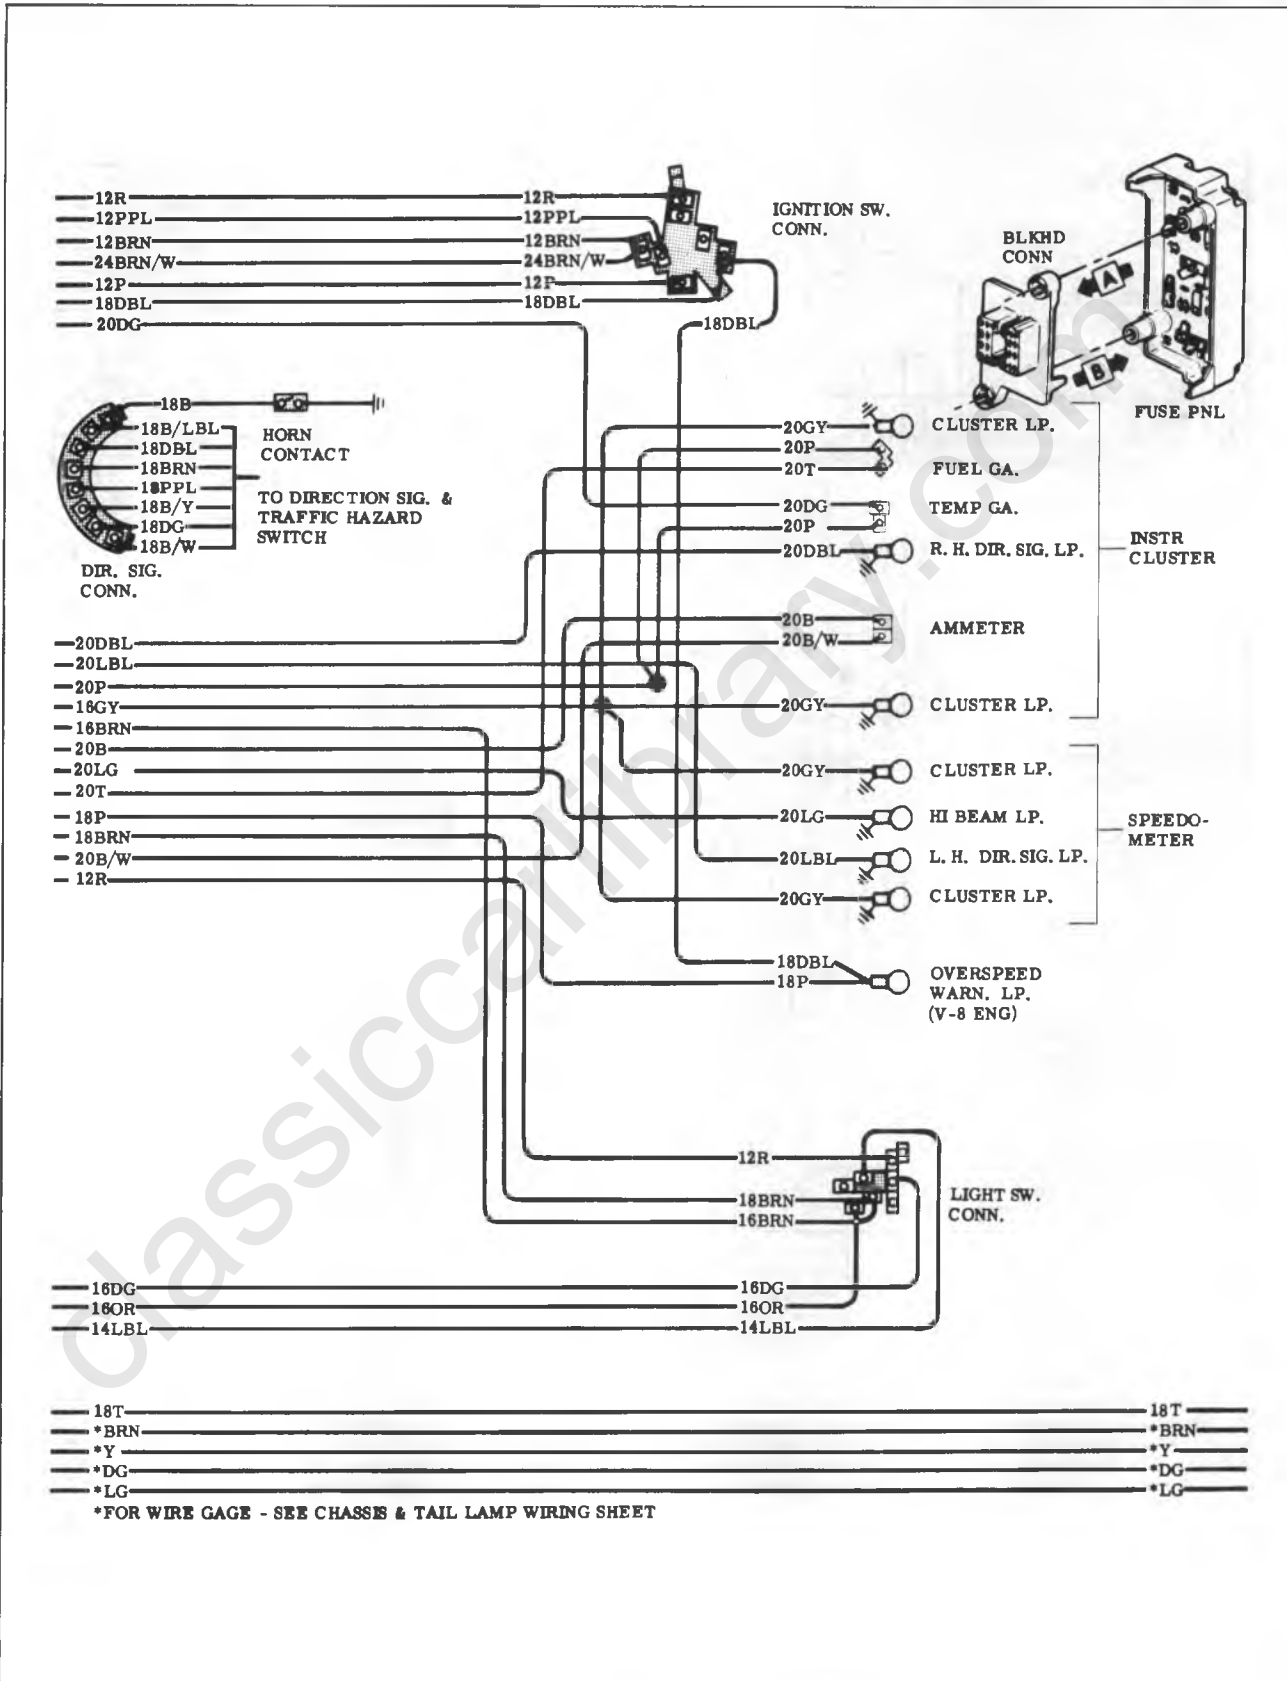 12R 12R
12PPL 12PPL
12BRN 12BRN
24BRN/W 24BRN/W
12P 12P
18DBL 18DBL
20DG
18DBL
IGNITION SW.
CONN.
BLKHD
CONN
A
B
FUSE PNL
18B
18B/LBL
18DBL
18BRN
18PPL
18B/Y
18DG
18B/W
HORN
CONTACT
TO DIRECTION SIG. &
TRAFFIC HAZARD
SWITCH
DIR. SIG.
CONN.
20GY CLUSTER LP.
20P
20T FUEL GA.
20DG TEMP GA.
20P
20DBL R. H. DIR. SIG. LP.
INSTR
CLUSTER
20B
20B/W AMMETER
20GY CLUSTER LP.
20DBL
20LBL
20P
16GY
16BRN
20B
20LG
20T
18P
18BRN
20B/W
12R
20GY CLUSTER LP.
20LG HI BEAM LP.
20LBL L. H. DIR. SIG. LP.
20GY CLUSTER LP.
SPEEDO-
METER
18DBL
18P
OVERSPEED
WARN. LP.
(V-8 ENG)
12R
18BRN
16BRN
LIGHT SW.
CONN.
16DG 16DG
16OR 16OR
14LBL 14LBL
18T 18T
*BRN *BRN
*Y *Y
*DG *DG
*LG *LG
*FOR WIRE GAGE - SEE CHASSIS & TAIL LAMP WIRING SHEET
classiccarlibrary.com